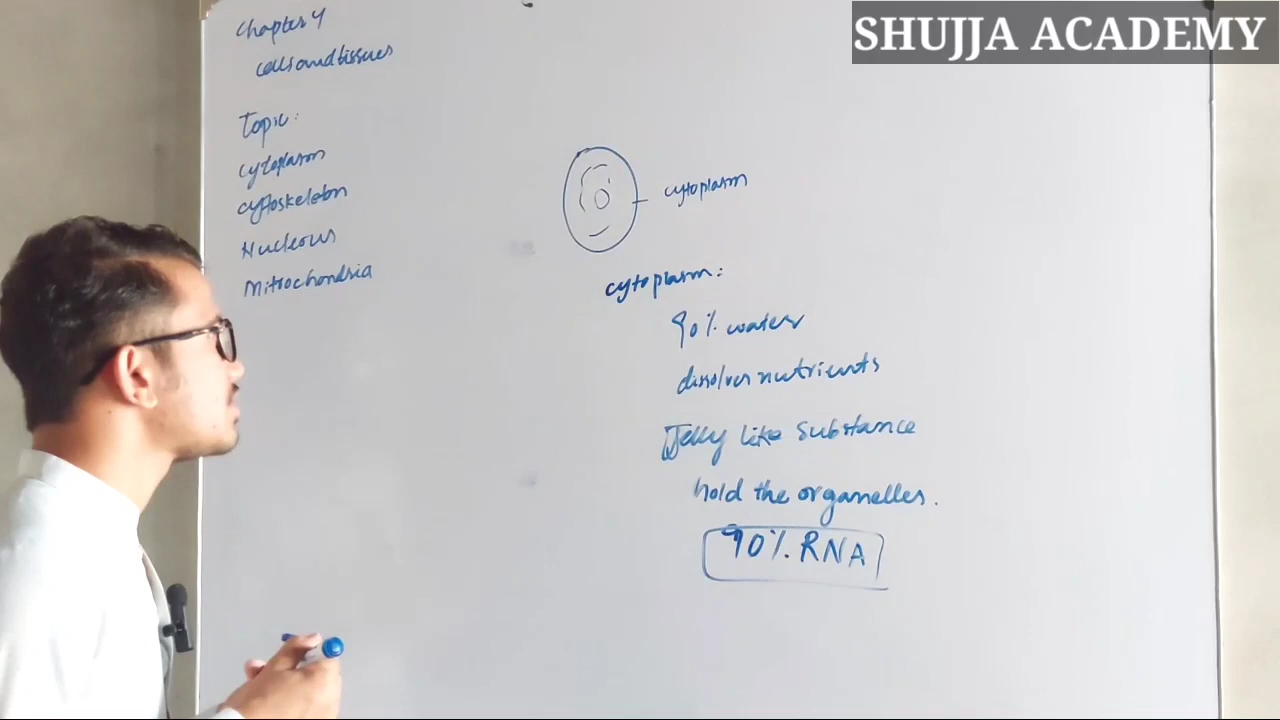 SHUJJA ACADEMY
Chapter 4
cells and tissues
Topic:
cytoplasm
cytoskeleton
Nucleous
Mitochondria
cytoplasm
cytoplasm:
90% water
dissolves nutrients
Jelly like substance
hold the organelles.
90% RNA